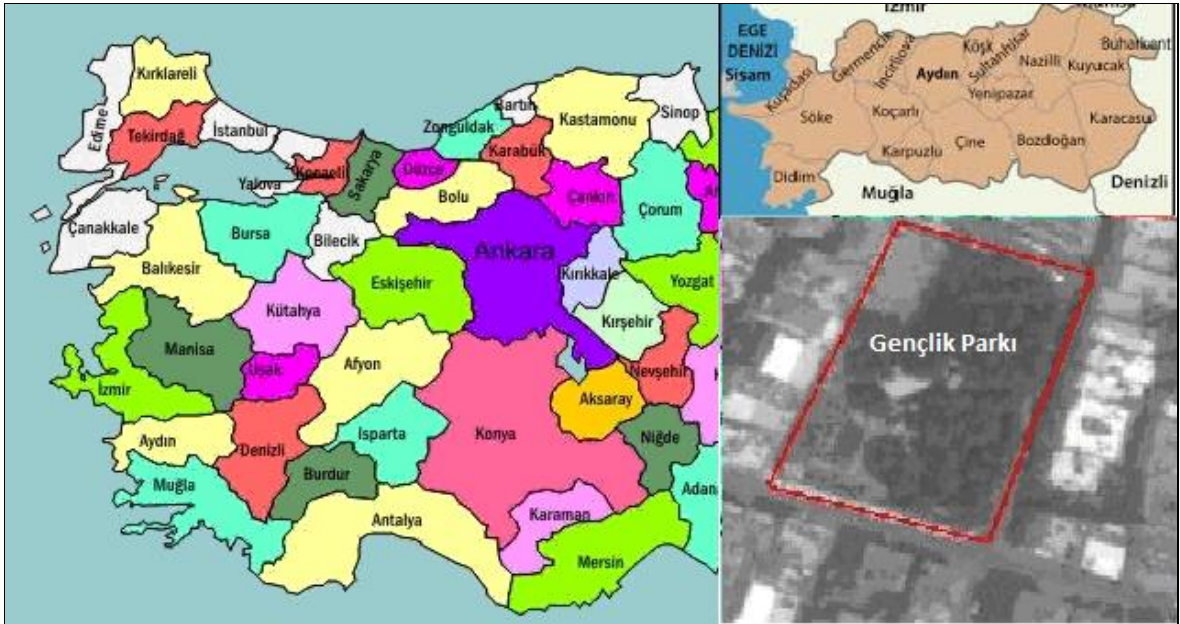 Kırklareli
Edirne
Tekirdağ
İstanbul
Kocaeli
Yalova
Sakarya
Düzce
Zonguldak
Bartın
Karabük
Kastamonu
Sinop
Çanakkale
Bursa
Bilecik
Bolu
Çankırı
Çorum
Ankara
Balıkesir
Kütahya
Eskişehir
Kırıkkale
Yozgat
Kırşehir
Manisa
Uşak
Afyon
Nevşehir
İzmir
Aksaray
Aydın
Denizli
Isparta
Konya
Niğde
Muğla
Burdur
Adana
Antalya
Karaman
Mersin
İzmir
EGE
DENİZİ
Sisam
Kuşadası
Germencik
İncirliova
Aydın
Köşk
Sultanhisar
Nazilli
Kuyucak
Buharkent
Söke
Koçarlı
Yenipazar
Karacasu
Karpuzlu
Çine
Bozdoğan
Didim
Muğla
Denizli
Gençlik Parkı